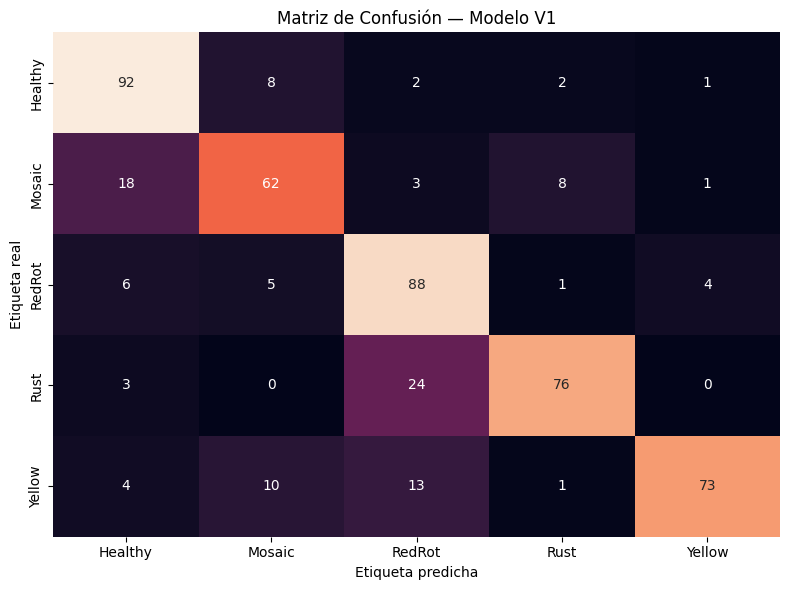 Matriz de Confusión — Modelo V1
Etiqueta real
Healthy 92 8 2 2 1
Mosaic 18 62 3 8 1
RedRot 6 5 88 1 4
Rust 3 0 24 76 0
Yellow 4 10 13 1 73
Healthy Mosaic RedRot Rust Yellow
Etiqueta predicha